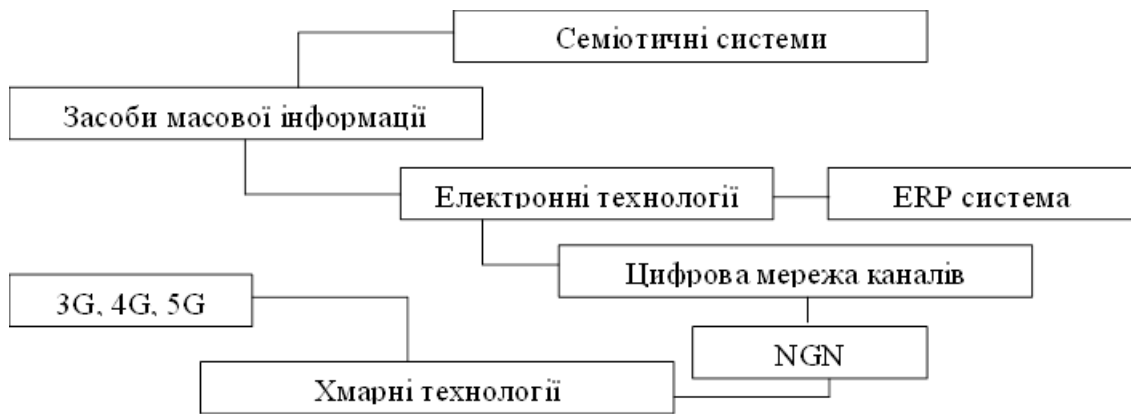 Семіотичні системи
Засоби масової інформації
Електронні технології
ERP система
Цифрова мережа каналів
3G, 4G, 5G
NGN
Хмарні технології